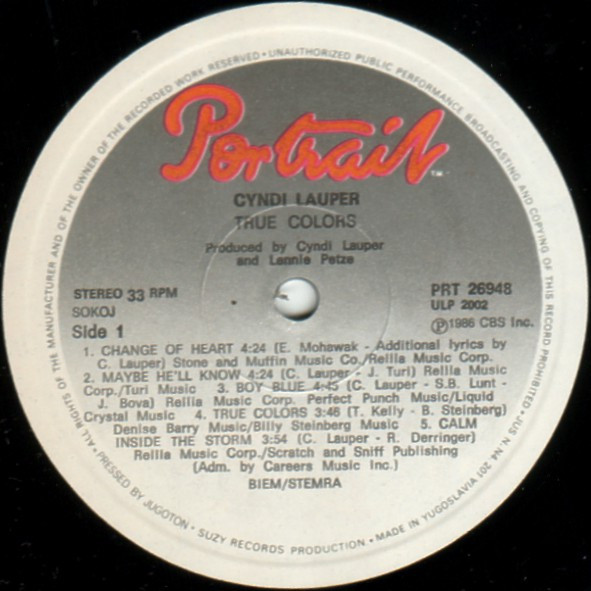 • ALL RIGHTS OF THE MANUFACTURER AND OF THE OWNER OF THE RECORDED WORK RESERVED • UNAUTHORIZED PUBLIC PERFORMANCE BROADCASTING AND COPYING OF THIS RECORD PROHIBITED •
Portrait™
CYNDI LAUPER
TRUE COLORS
Produced by Cyndi Lauper
and Lennie Petze
STEREO 33 RPM
SOKOJ
Side 1
PRT 26948
ULP 2002
Ⓟ1986 CBS Inc.
1. CHANGE OF HEART 4:24 (E. Mohawak - Additional lyrics by
C. Lauper) Stone and Muffin Music Co./Rellla Music Corp.
2. MAYBE HE'LL KNOW 4:24 (C. Lauper - J. Turi) Rellla Music
Corp./Turi Music 3. BOY BLUE 4:45 (C. Lauper - S.B. Lunt -
J. Bova) Rellla Music Corp. Perfect Punch Music/Liquid
Crystal Music 4. TRUE COLORS 3:46 (T. Kelly - B. Steinberg)
Denise Barry Music/Billy Steinberg Music 5. CALM
INSIDE THE STORM 3:54 (C. Lauper - R. Derringer)
Rellla Music Corp./Scratch and Sniff Publishing
(Adm. by Careers Music Inc.)
BIEM/STEMRA
• PRESSED BY JUGOTON • SUZY RECORDS PRODUCTION • MADE IN YUGOSLAVIA • JUS N.N4 201